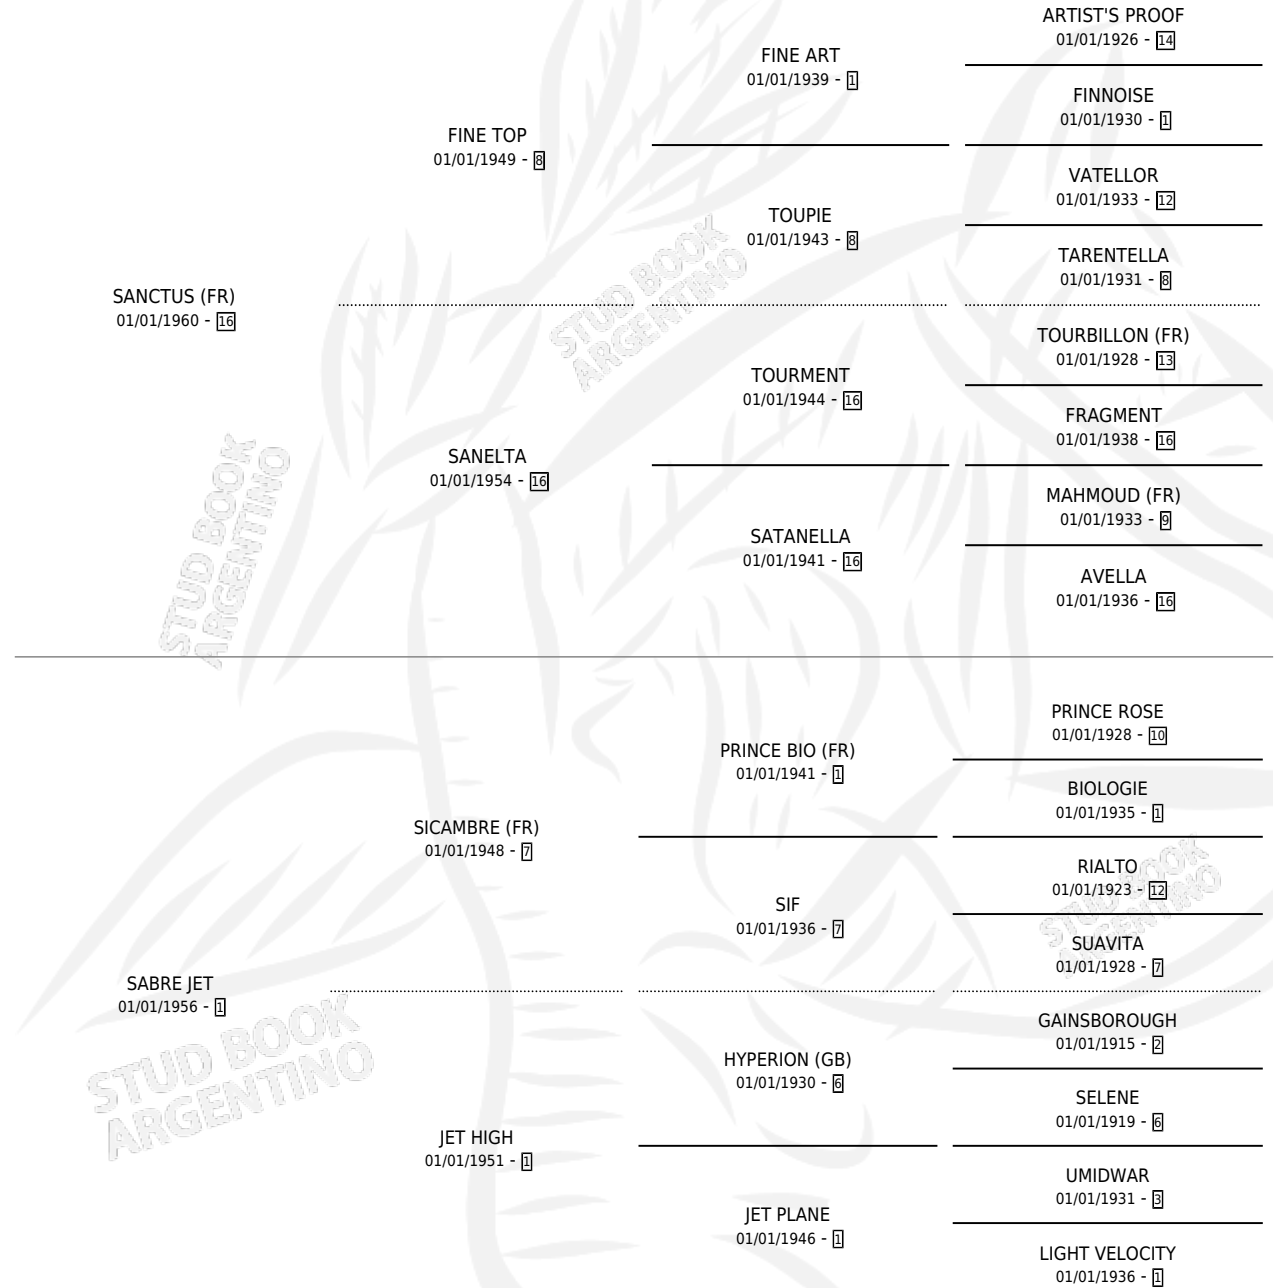 ARTIST'S PROOF
01/01/1926 - 14
FINE ART
01/01/1939 - 1
FINNOISE
01/01/1930 - 1
FINE TOP
01/01/1949 - 8
VATELLOR
01/01/1933 - 12
TOUPIE
01/01/1943 - 8
TARENTELLA
01/01/1931 - 8
SANCTUS (FR)
01/01/1960 - 16
TOURBILLON (FR)
01/01/1928 - 13
TOURMENT
01/01/1944 - 16
FRAGMENT
01/01/1938 - 16
SANELTA
01/01/1954 - 16
MAHMOUD (FR)
01/01/1933 - 9
SATANELLA
01/01/1941 - 16
AVELLA
01/01/1936 - 16
PRINCE ROSE
01/01/1928 - 10
PRINCE BIO (FR)
01/01/1941 - 1
BIOLOGIE
01/01/1935 - 1
SICAMBRE (FR)
01/01/1948 - 7
RIALTO
01/01/1923 - 12
SIF
01/01/1936 - 7
SUAVITA
01/01/1928 - 7
SABRE JET
01/01/1956 - 1
GAINSBOROUGH
01/01/1915 - 2
HYPERION (GB)
01/01/1930 - 6
SELENE
01/01/1919 - 6
JET HIGH
01/01/1951 - 1
UMIDWAR
01/01/1931 - 3
JET PLANE
01/01/1946 - 1
LIGHT VELOCITY
01/01/1936 - 1
STUD BOOK
ARGENTINO
STUD BOOK
ARGENTINO
STUD BOOK
ARGENTINO
STUD BOOK
ARGENTINO